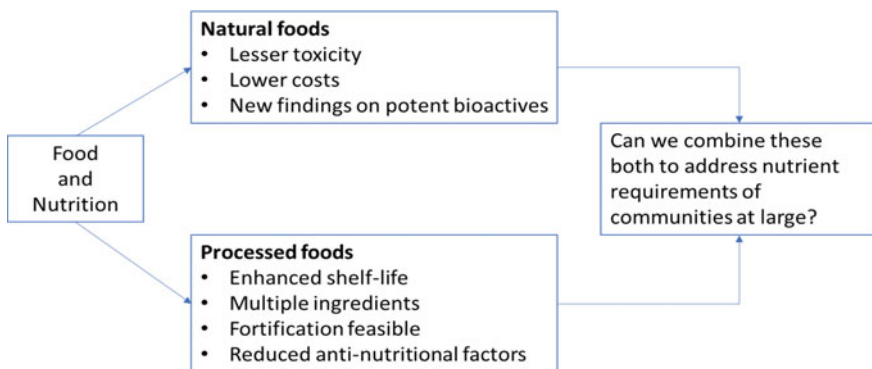 Natural foods
• Lesser toxicity
• Lower costs
• New findings on potent bioactives
Food
and
Nutrition
Can we combine these
both to address nutrient
requirements of
communities at large?
Processed foods
• Enhanced shelf-life
• Multiple ingredients
• Fortification feasible
• Reduced anti-nutritional factors